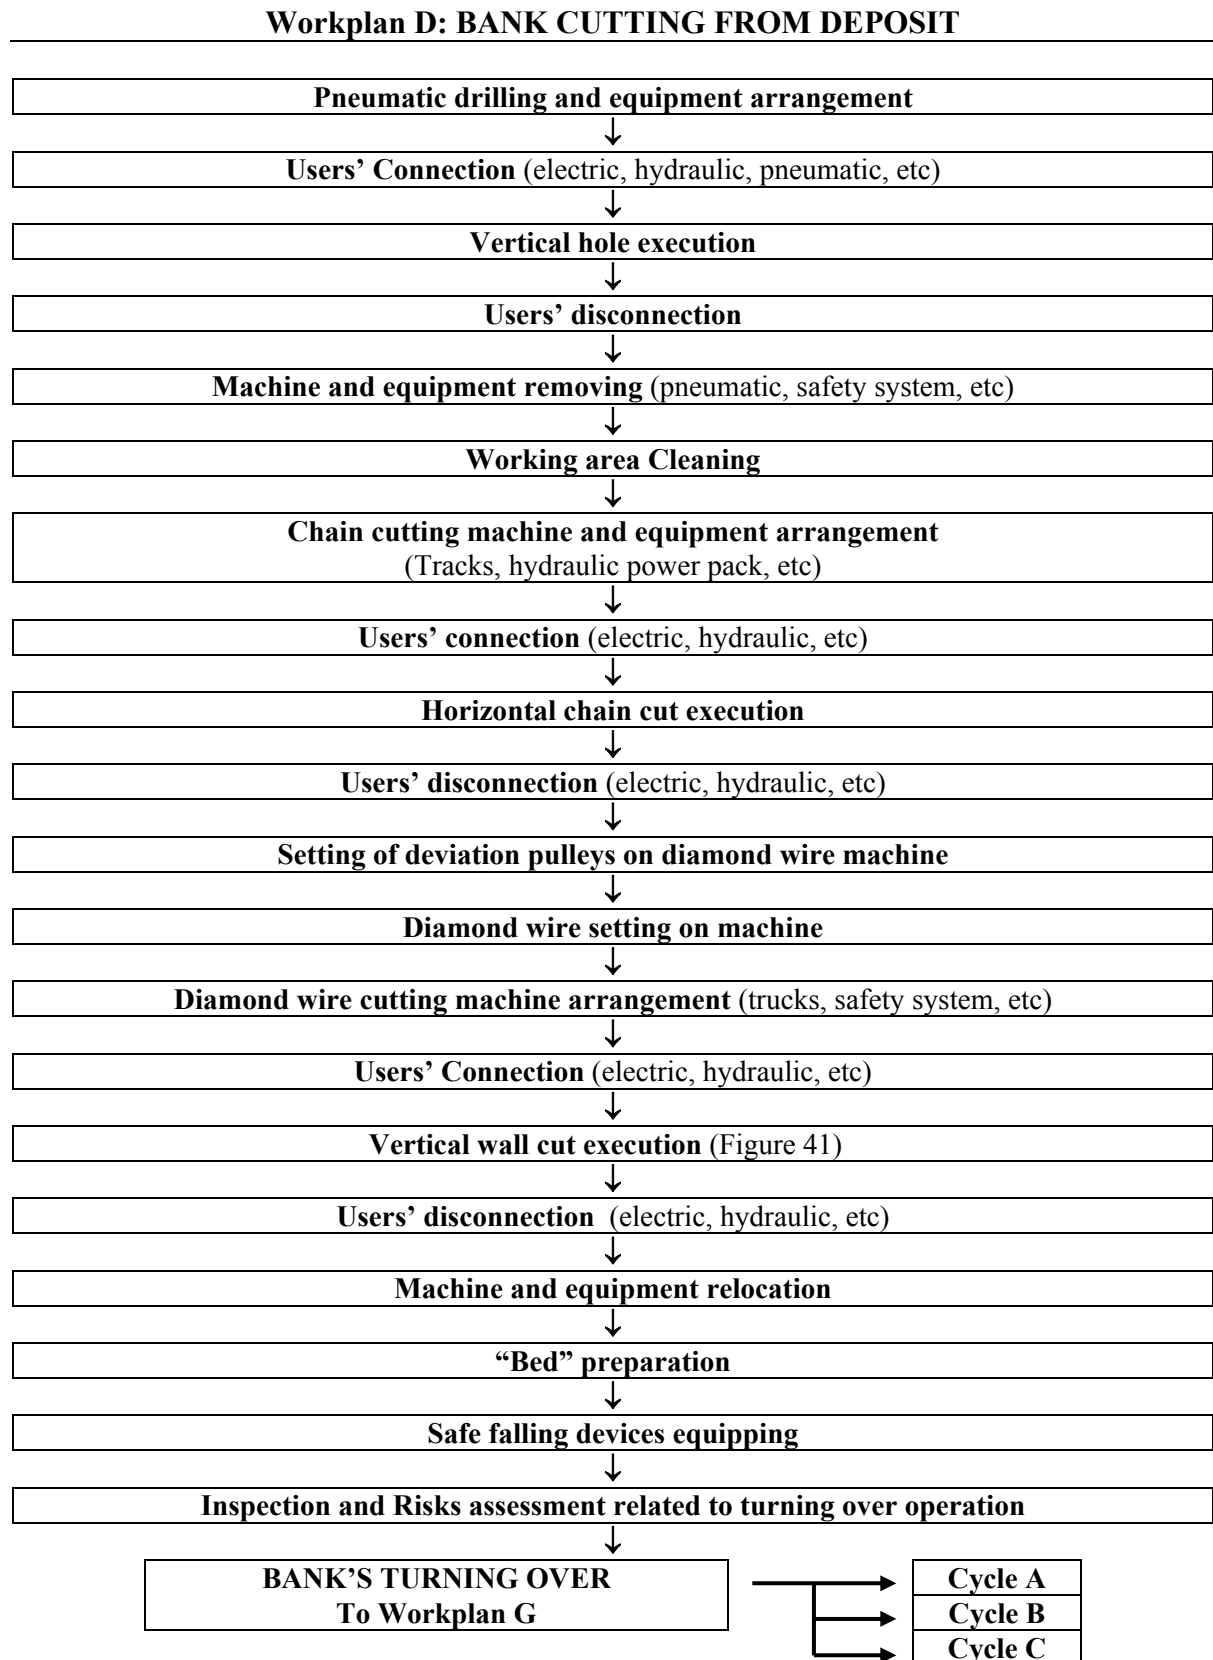 Workplan D: BANK CUTTING FROM DEPOSIT
Pneumatic drilling and equipment arrangement
Users’ Connection (electric, hydraulic, pneumatic, etc)
Vertical hole execution
Users’ disconnection
Machine and equipment removing (pneumatic, safety system, etc)
Working area Cleaning
Chain cutting machine and equipment arrangement
(Tracks, hydraulic power pack, etc)
Users’ connection (electric, hydraulic, etc)
Horizontal chain cut execution
Users’ disconnection (electric, hydraulic, etc)
Setting of deviation pulleys on diamond wire machine
Diamond wire setting on machine
Diamond wire cutting machine arrangement (trucks, safety system, etc)
Users’ Connection (electric, hydraulic, etc)
Vertical wall cut execution (Figure 41)
Users’ disconnection (electric, hydraulic, etc)
Machine and equipment relocation
“Bed” preparation
Safe falling devices equipping
Inspection and Risks assessment related to turning over operation
BANK’S TURNING OVER
To Workplan G
Cycle A
Cycle B
Cycle C